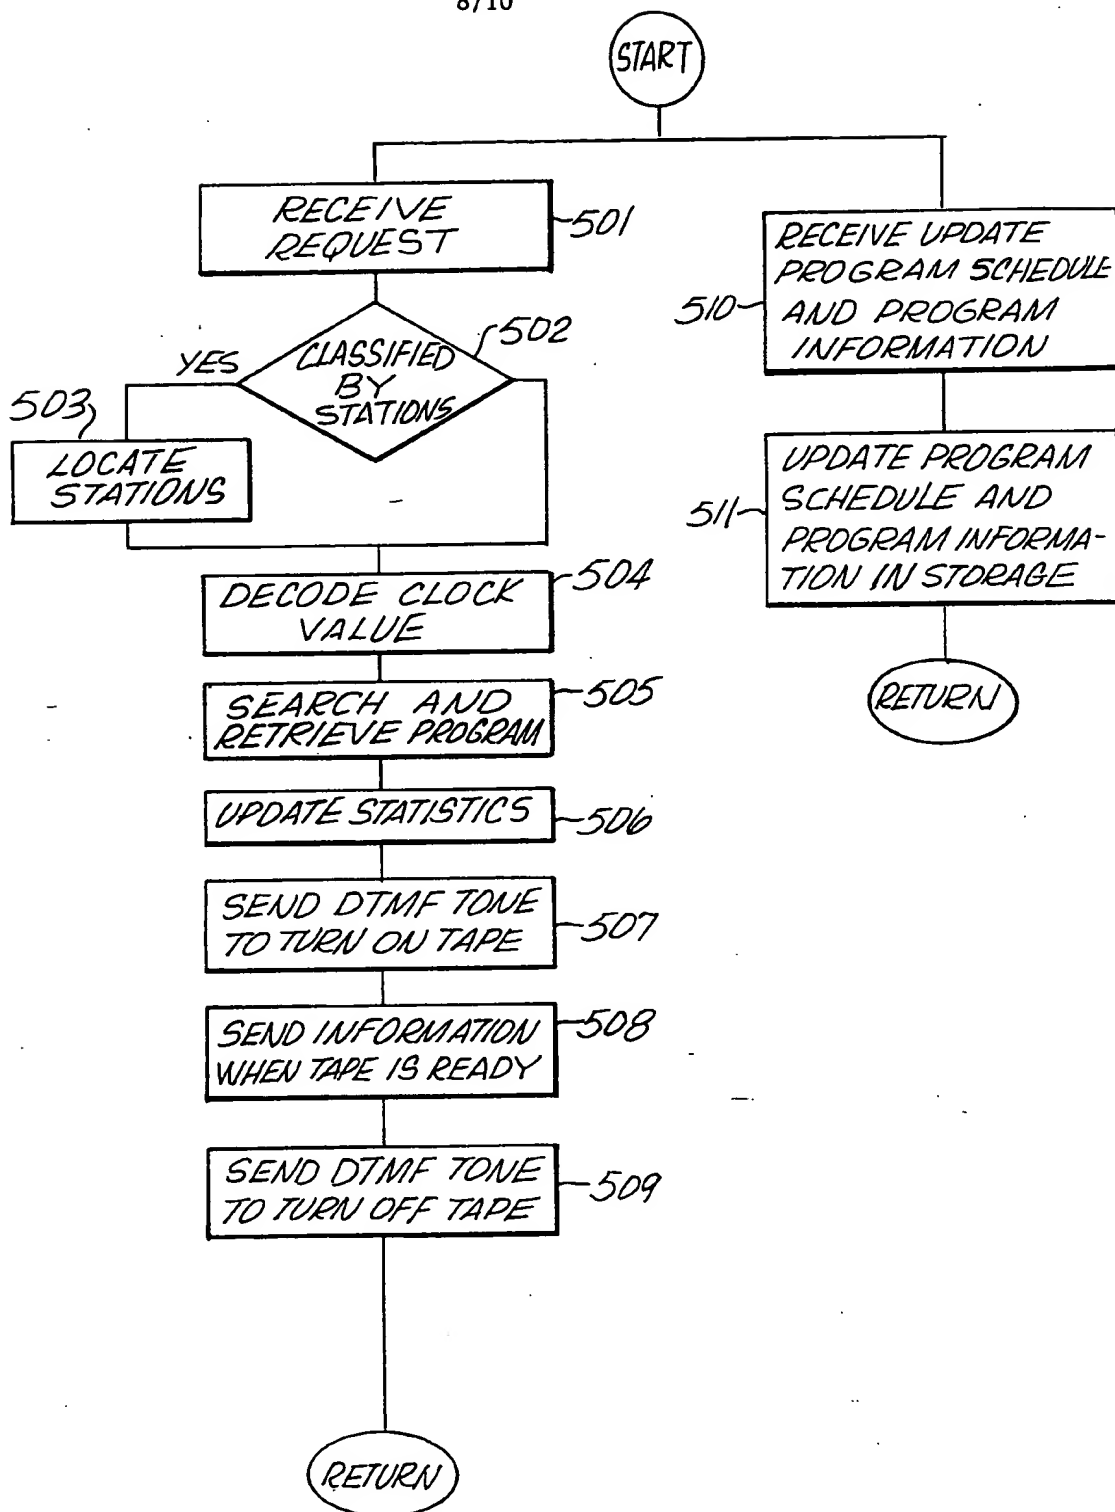 8/10
START
RECEIVE
REQUEST
501
CLASSIFIED
BY
STATIONS
502
YES
503
LOCATE
STATIONS
DECODE CLOCK
VALUE
504
SEARCH AND
RETRIEVE PROGRAM
505
UPDATE STATISTICS
506
SEND DTMF TONE
TO TURN ON TAPE
507
SEND INFORMATION
WHEN TAPE IS READY
508
SEND DTMF TONE
TO TURN OFF TAPE
509
RETURN
RECEIVE UPDATE
PROGRAM SCHEDULE
AND PROGRAM
INFORMATION
510
UPDATE PROGRAM
SCHEDULE AND
PROGRAM INFORMA-
TION IN STORAGE
511
RETURN